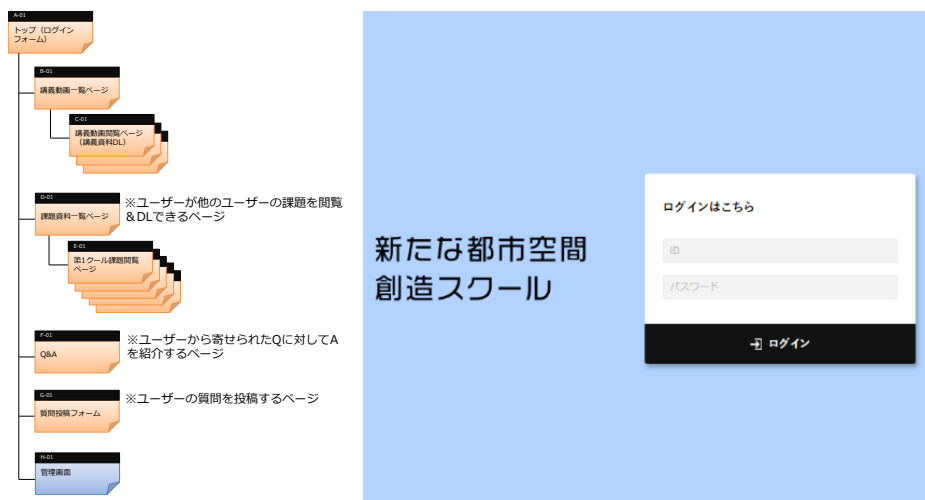 A-01
トップ（ログイン
フォーム）
B-01
講義動画一覧ページ
C-01
講義動画閲覧ページ
（講義資料DL）
D-01
課題資料一覧ページ
※ユーザーが他のユーザーの課題を閲覧
＆DLできるページ
E-01
第1クール課題閲覧
ページ
F-01
Q&A
※ユーザーから寄せられたQに対してA
を紹介するページ
G-01
質問投稿フォーム
※ユーザーの質問を投稿するページ
H-01
管理画面
新たな都市空間
創造スクール
ログインはこちら
ID
パスワード
ログイン